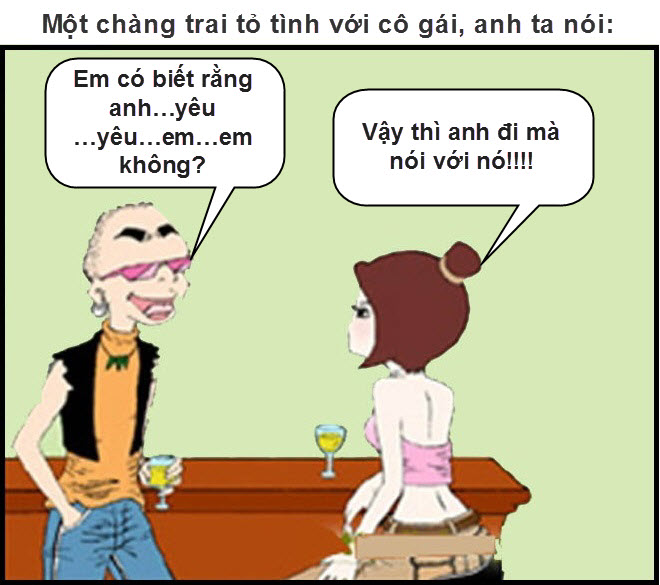 Một chàng trai tỏ tình với cô gái, anh ta nói:
Em có biết rằng
anh...yêu
...yêu...em...em
không?
Vậy thì anh đi mà
nói với nó!!!!